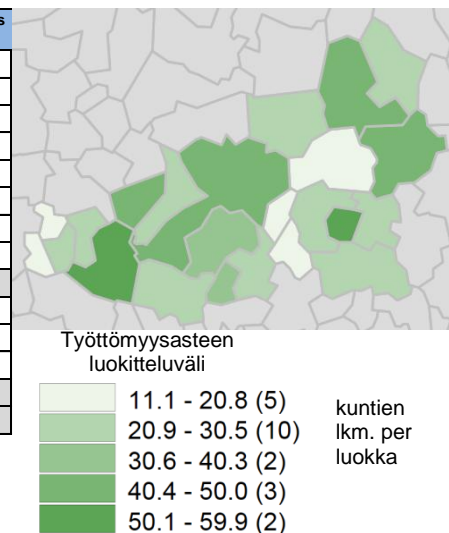 s
Työttömyysasteen
luokitteluväli
11.1 - 20.8 (5)
20.9 - 30.5 (10)
30.6 - 40.3 (2)
40.4 - 50.0 (3)
50.1 - 59.9 (2)
kuntien
lkm. per
luokka